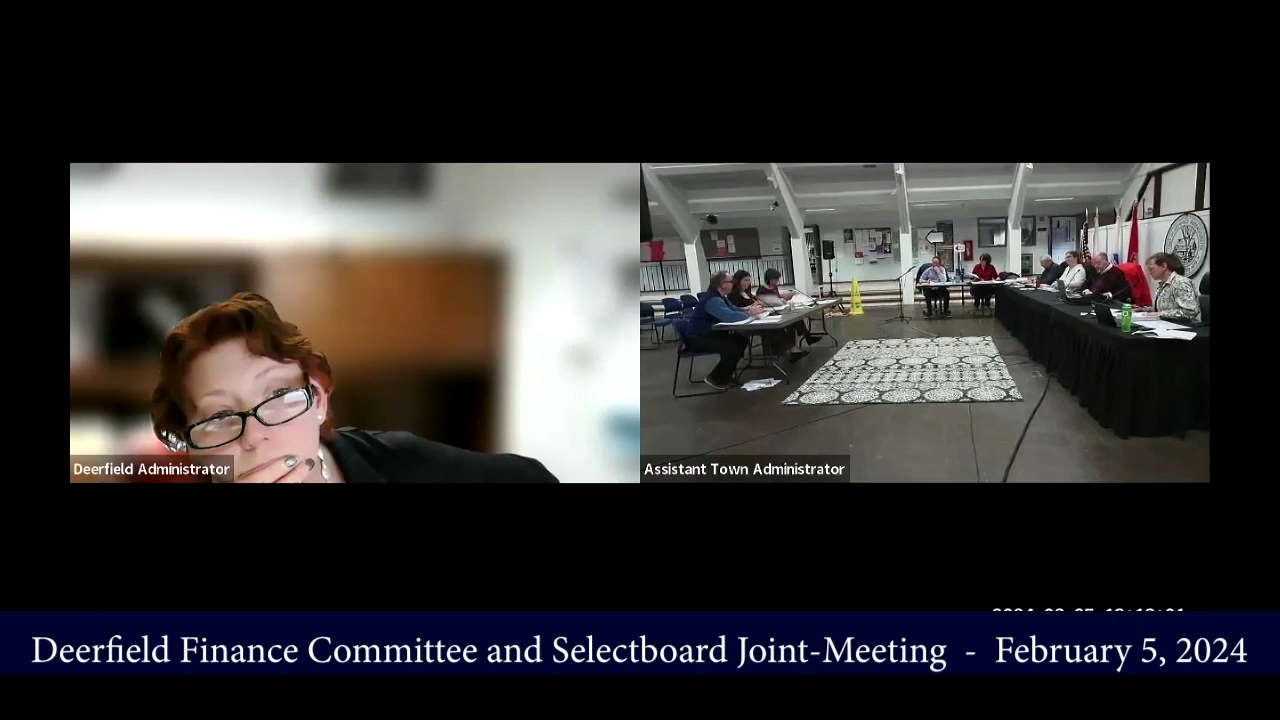 Deerfield Administrator
Assistant Town Administrator
Deerfield Finance Committee and Selectboard Joint-Meeting - February 5, 2024